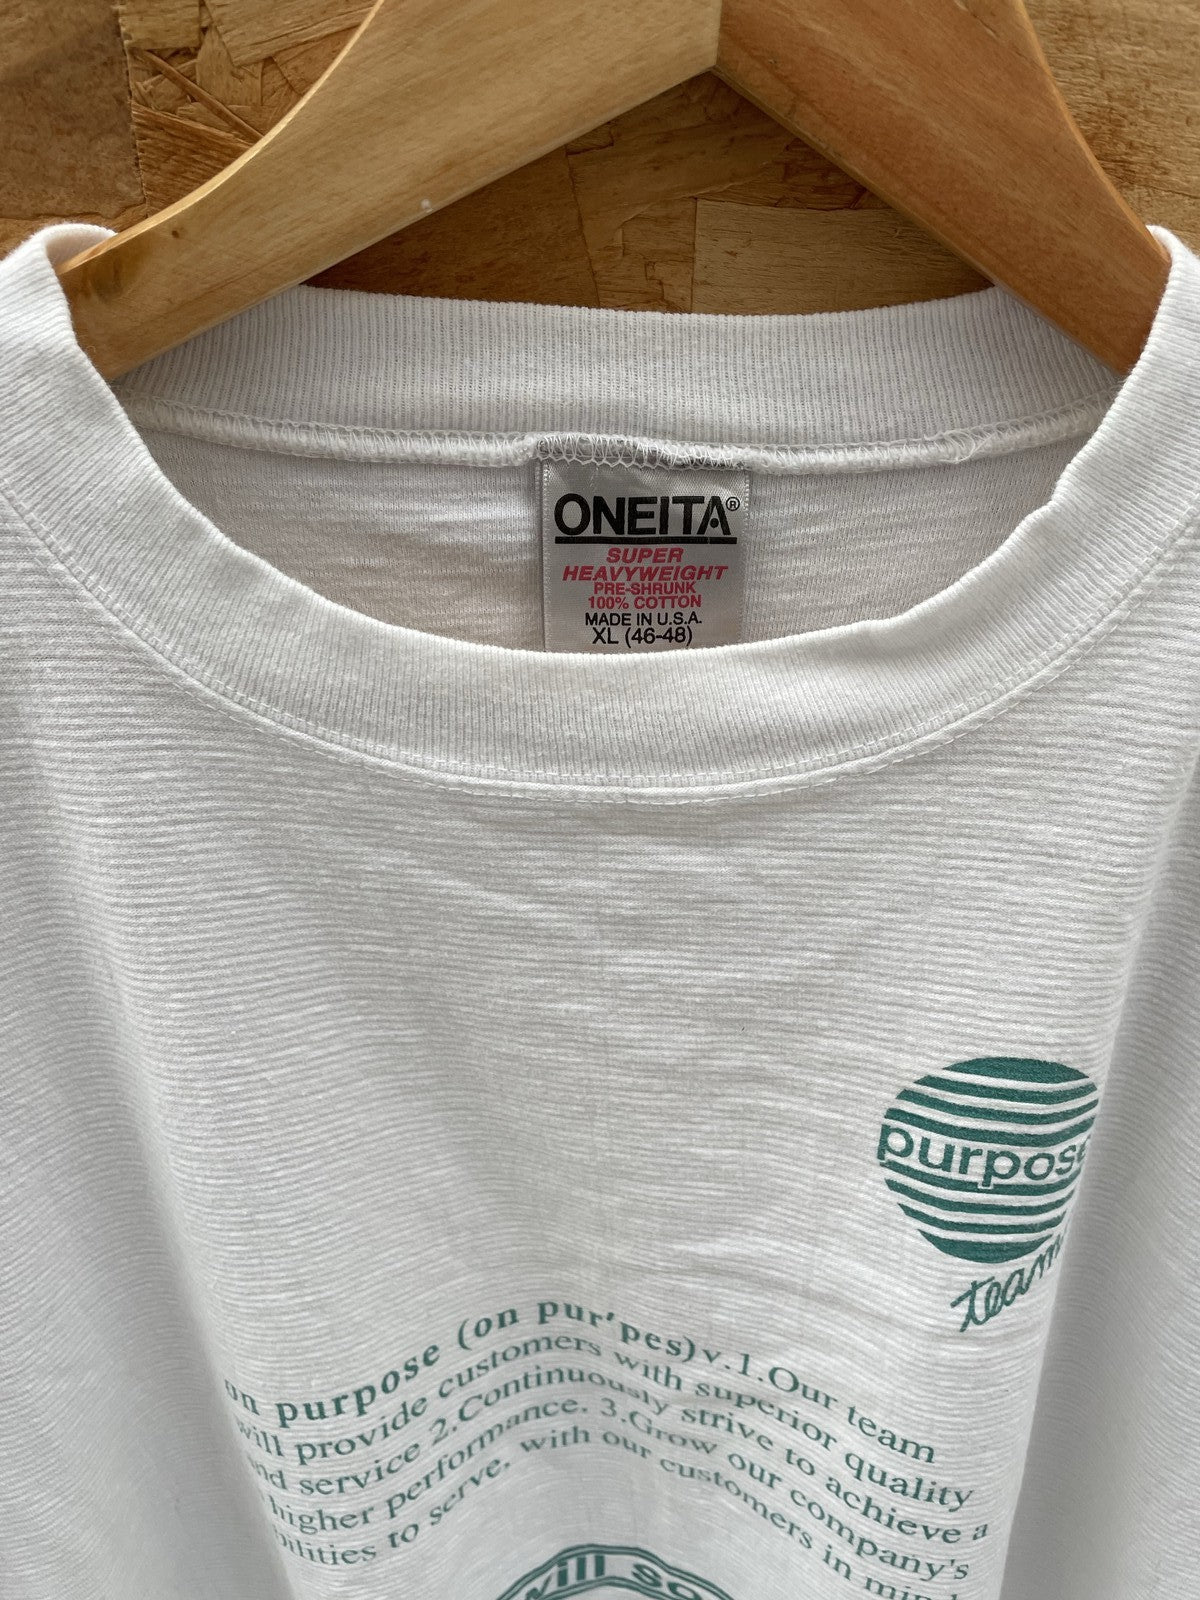 ONEITA®
SUPER
HEAVYWEIGHT
PRE-SHRUNK
100% COTTON
MADE IN U.S.A.
XL (46-48)
purpose
team
on purpose (on pur'pes)v.1.Our team
will provide customers with superior quality
and service 2.Continuously strive to achieve a
higher performance. 3.Grow our company's
to serve, with our customers in
will